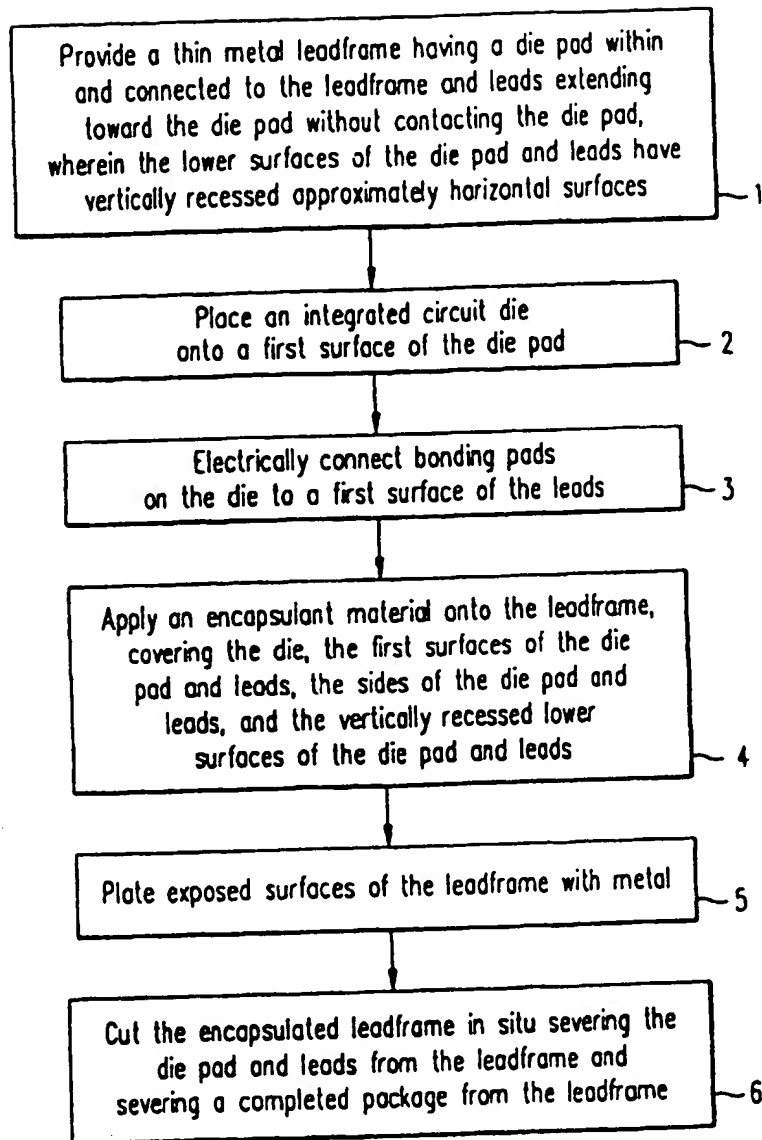 Provide a thin metal leadframe having a die pad within
and connected to the leadframe and leads extending
toward the die pad without contacting the die pad,
wherein the lower surfaces of the die pad and leads have
vertically recessed approximately horizontal surfaces
1
Place an integrated circuit die
onto a first surface of the die pad
2
Electrically connect bonding pads
on the die to a first surface of the leads
3
Apply an encapsulant material onto the leadframe,
covering the die, the first surfaces of the die
pad and leads, the sides of the die pad and
leads, and the vertically recessed lower
surfaces of the die pad and leads
4
Plate exposed surfaces of the leadframe with metal
5
Cut the encapsulated leadframe in situ severing the
die pad and leads from the leadframe and
severing a completed package from the leadframe
6